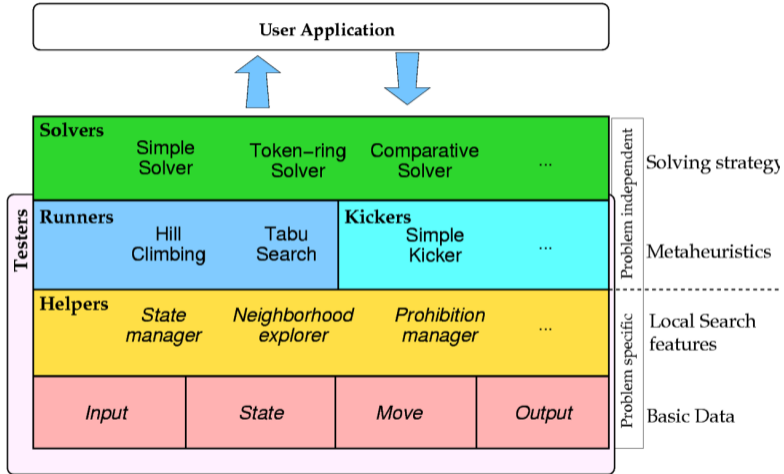 User Application
Solvers
Simple
Solver
Token-ring
Solver
Comparative
Solver
...
Problem independent
Solving strategy
Testers
Runners
Hill
Climbing
Tabu
Search
Kickers
Simple
Kicker
...
Metaheuristics
Helpers
State
manager
Neighborhood
explorer
Prohibition
manager
...
Problem specific
Local Search
features
Input
State
Move
Output
Basic Data